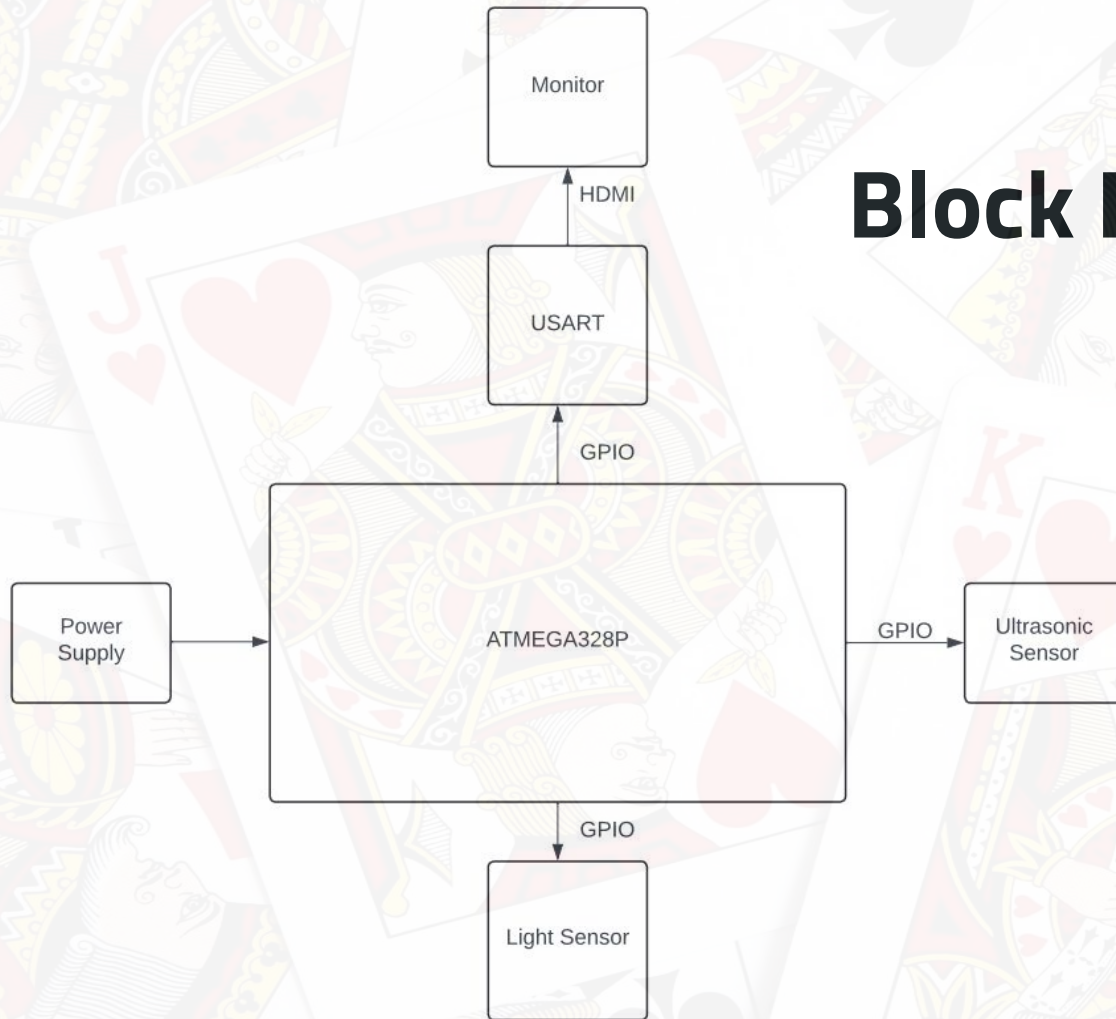 Monitor
HDMI
Block
USART
GPIO
Power
Supply
ATMEGA328P
GPIO
Ultrasonic
Sensor
GPIO
Light Sensor
J
K